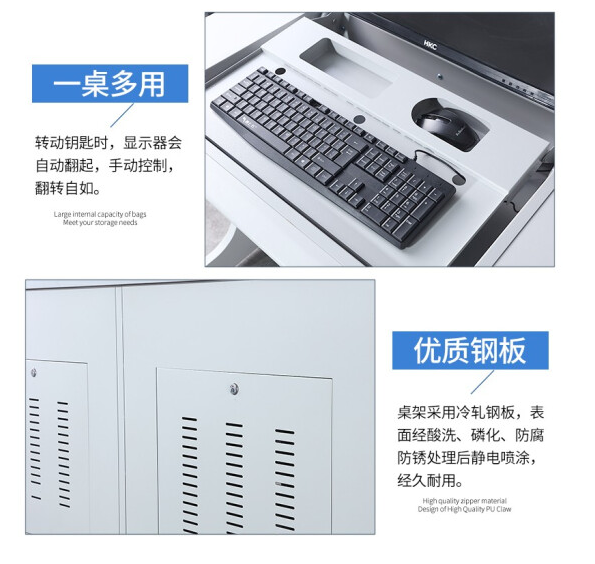 一桌多用
转动钥匙时，显示器会
自动翻起，手动控制，
翻转自如。
Large internal capacity of bags
Meet your storage needs
HKC
优质钢板
桌架采用冷轧钢板，表
面经酸洗、磷化、防腐
防锈处理后静电喷涂，
经久耐用。
High quality zipper material
Design of High Quality PU Claw